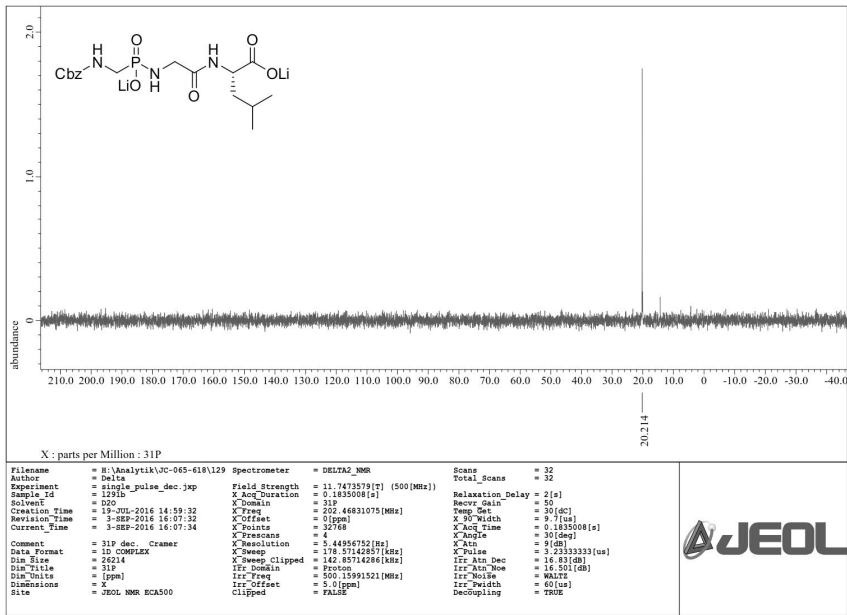 2.0
1.0
0
abundance
H
N
Cbz
O
P
LiO
N
H
O
H
N
O
OLi
210.0 200.0 190.0 180.0 170.0 160.0 150.0 140.0 130.0 120.0 110.0 100.0 90.0 80.0 70.0 60.0 50.0 40.0 30.0 20.0 10.0 0 -10.0 -20.0 -30.0 -40.0
20.214
X : parts per Million : 31P
Filename = H:\Analytik\JC-065-618\129
Author = Delta
Experiment = single_pulse_dec.jxp
Sample_Id = 1291b
Solvent = D2O
Creation_Time = 19-JUL-2016 14:59:32
Revision_Time = 3-SEP-2016 16:07:32
Current_Time = 3-SEP-2016 16:07:34
Comment = 31P dec. Cramer
Data_Format = 1D COMPLEX
Dim_Size = 26214
Dim_Title = 31P
Dim_Units = [ppm]
Dimensions = X
Site = JEOL NMR ECA500
Spectrometer = DELTA2_NMR
Field_Strength = 11.7473579[T] (500[MHz])
X_Acq_Duration = 0.1835008[s]
X_Domain = 31P
X_Freq = 202.46831075[MHz]
X_Offset = 0[ppm]
X_Points = 32768
X_Prescans = 4
X_Resolution = 5.44956752[Hz]
X_Sweep = 178.57142857[kHz]
X_Sweep_Clipped = 142.85714286[kHz]
Irr_Domain = Proton
Irr_Freq = 500.15991521[MHz]
Irr_Offset = 5.0[ppm]
Clipped = FALSE
Scans = 32
Total_Scans = 32
Relaxation_Delay = 2[s]
Recvr_Gain = 50
Temp_Get = 30[dC]
X_90_Width = 9.7[us]
X_Acq_Time = 0.1835008[s]
X_Angle = 30[deg]
X_Atn = 9[dB]
X_Pulse = 3.23333333[us]
Irr_Atn_Dec = 16.83[dB]
Irr_Atn_Noe = 16.501[dB]
Irr_Noise = WALTZ
Irr_Pwidth = 60[us]
Decoupling = TRUE
JEOL